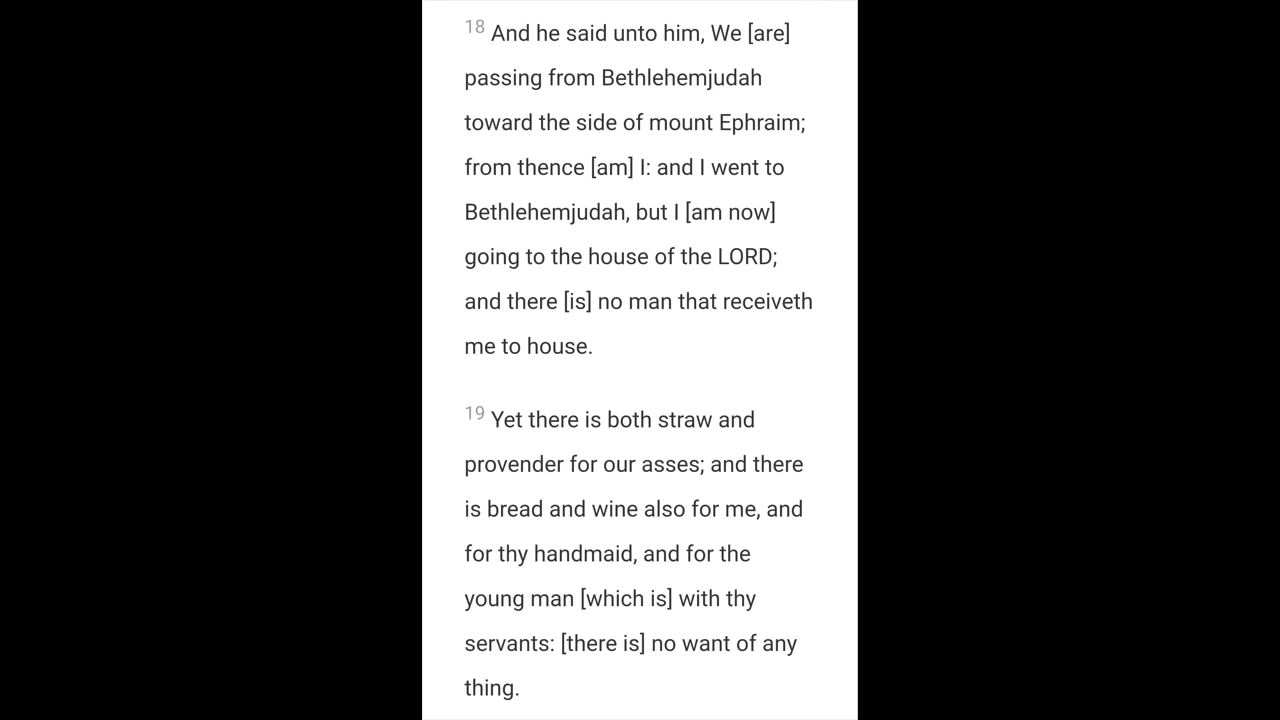 18 And he said unto him, We [are]
passing from Bethlehemjudah
toward the side of mount Ephraim;
from thence [am] I: and I went to
Bethlehemjudah, but I [am now]
going to the house of the LORD;
and there [is] no man that receiveth
me to house.
19 Yet there is both straw and
provender for our asses; and there
is bread and wine also for me, and
for thy handmaid, and for the
young man [which is] with thy
servants: [there is] no want of any
thing.